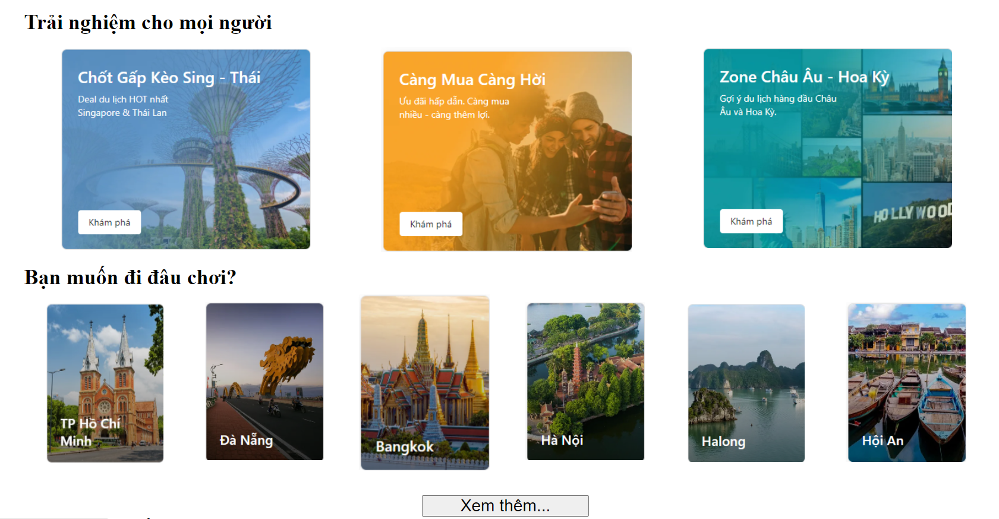 Trải nghiệm cho mọi người
Chốt Gấp Kèo Sing - Thái
Deal du lịch HOT nhất
Singapore & Thái Lan
Khám phá
Càng Mua Càng Hời
Ưu đãi hấp dẫn. Càng mua
nhiều - càng thêm lợi.
Khám phá
Zone Châu Âu - Hoa Kỳ
Gợi ý du lịch hàng đầu Châu
Âu và Hoa Kỳ.
HOLLYWOOD
Khám phá
Bạn muốn đi đâu chơi?
TP Hồ Chí
Minh
Đà Nẵng
Bangkok
Hà Nội
Halong
Hội An
Xem thêm...